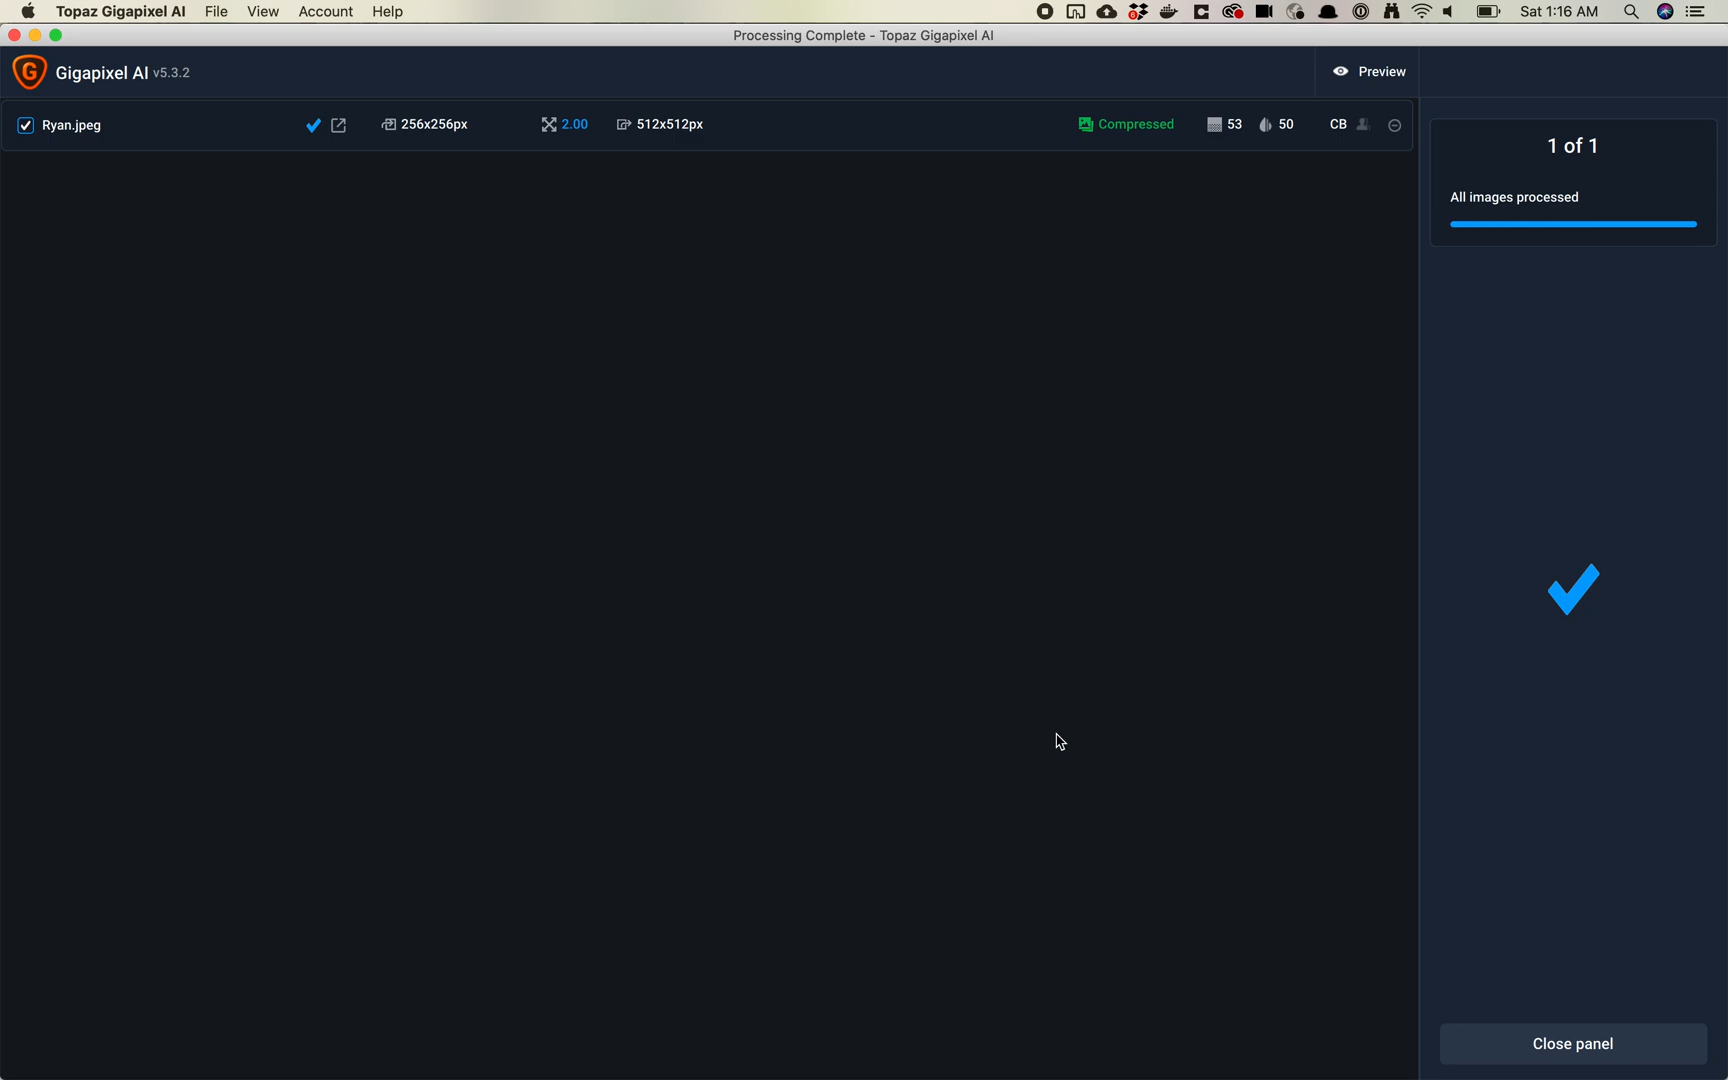 Topaz Gigapixel AI File View Account Help Sat 1:16 AM
Processing Complete - Topaz Gigapixel AI
Gigapixel AI v5.3.2 Preview
Ryan.jpeg 256x256px 2.00 512x512px Compressed 53 50 CB
1 of 1
All images processed
Close panel